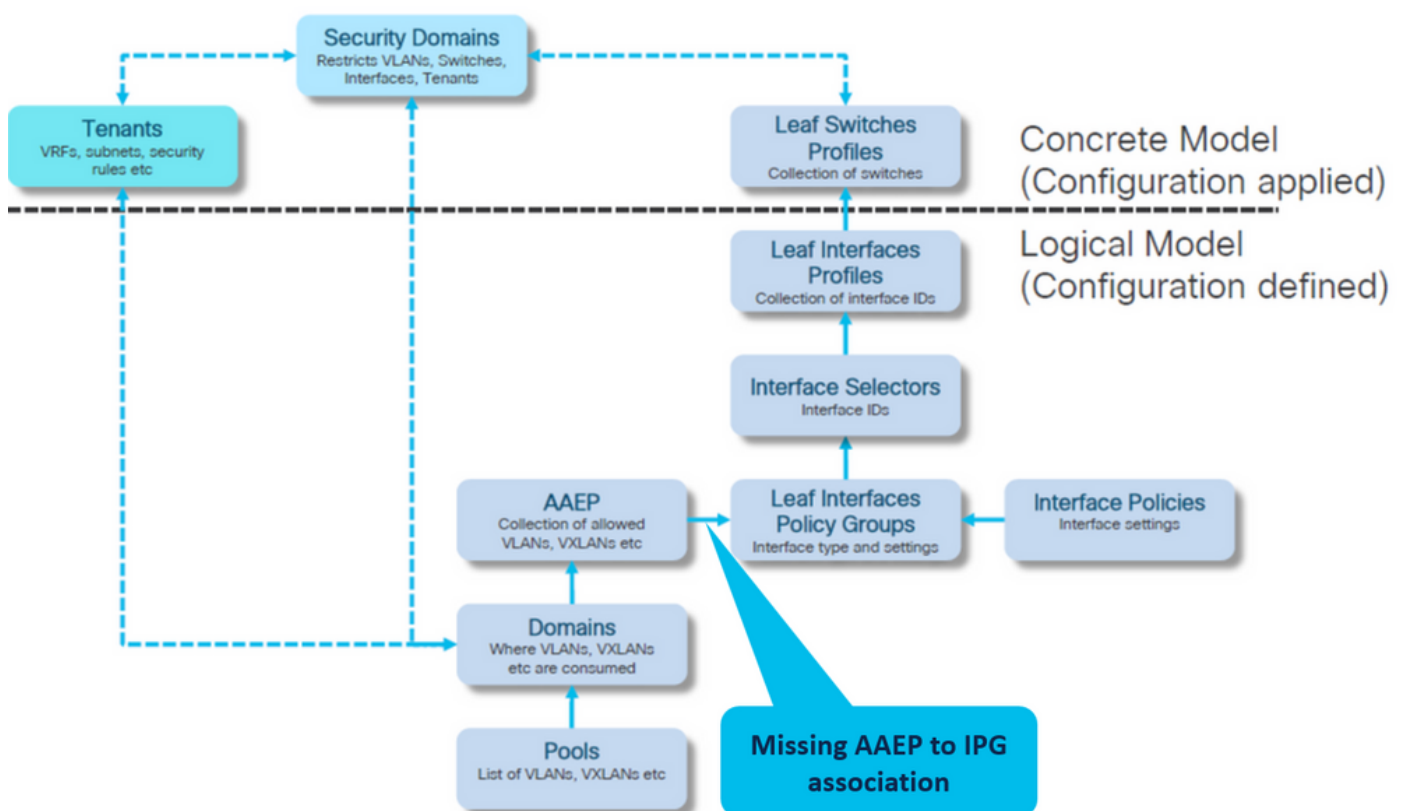 Security Domains
Restricts VLANs, Switches,
Interfaces, Tenants
Tenants
VRFs, subnets, security
rules etc
Leaf Switches
Profiles
Collection of switches
Concrete Model
(Configuration applied)
Logical Model
(Configuration defined)
Leaf Interfaces
Profiles
Collection of interface IDs
Interface Selectors
Interface IDs
AAEP
Collection of allowed
VLANs, VXLANs etc
Leaf Interfaces
Policy Groups
Interface type and settings
Interface Policies
Interface settings
Domains
Where VLANs, VXLANs
etc are consumed
Missing AAEP to IPG
association
Pools
List of VLANs, VXLANs etc